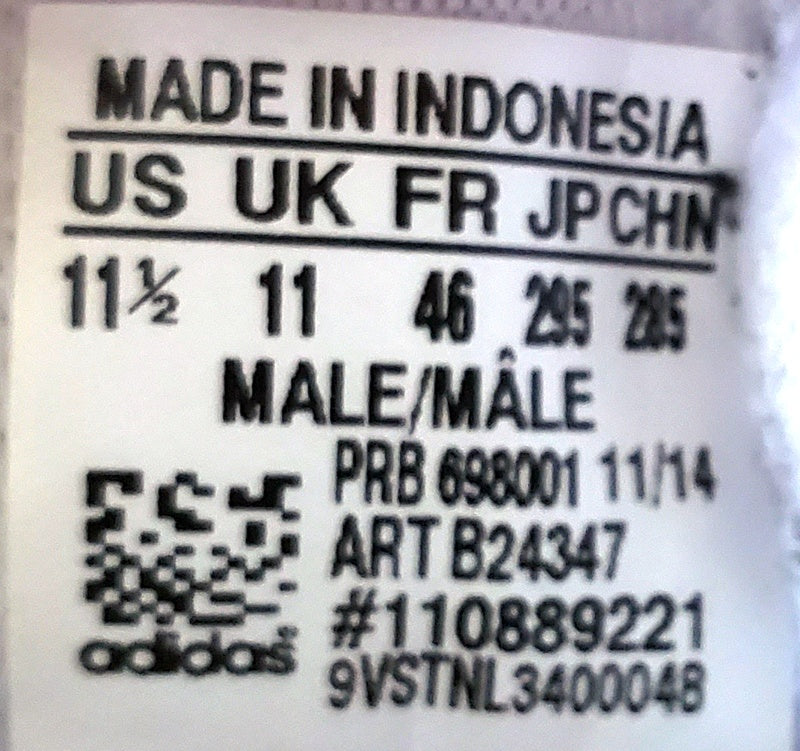 MADE IN INDONESIA
US UK FR JP CHN
11½ 11 46 295 285
MALE/MÂLE
PRB 698001 11/14
ART B24347
#110889221
adidas
9VSTNL3400048